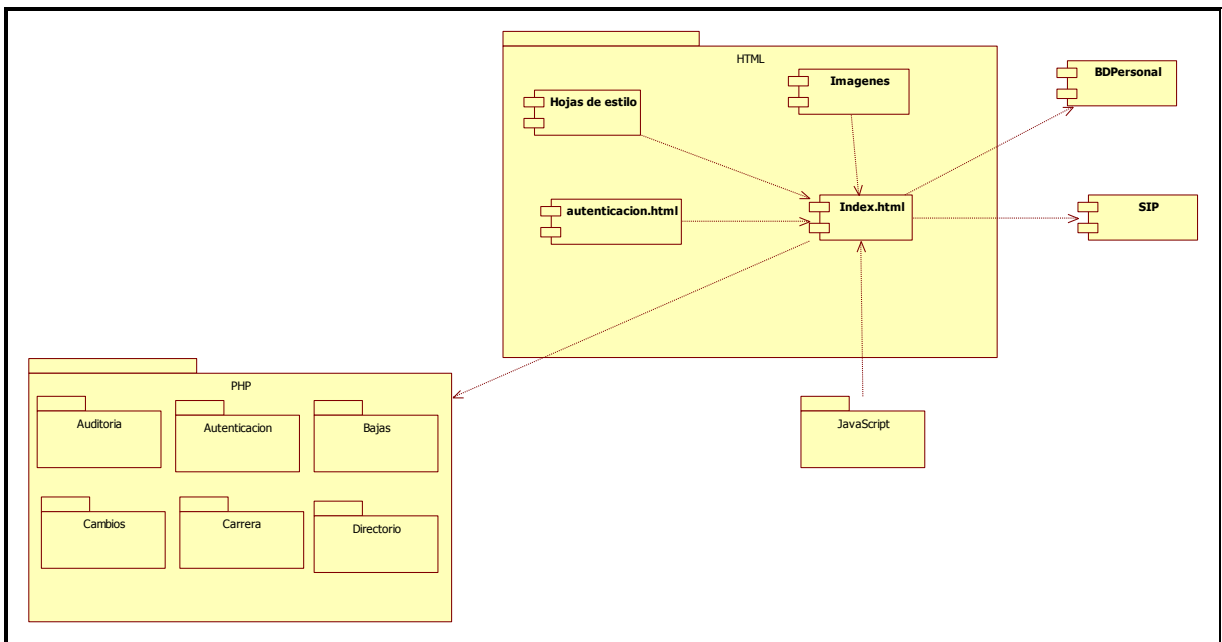 HTML
Imagenes
BDPersonal
Hojas de estilo
autenticacion.html
Index.html
SIP
PHP
Auditoria
Autenticacion
Bajas
JavaScript
Cambios
Carrera
Directorio